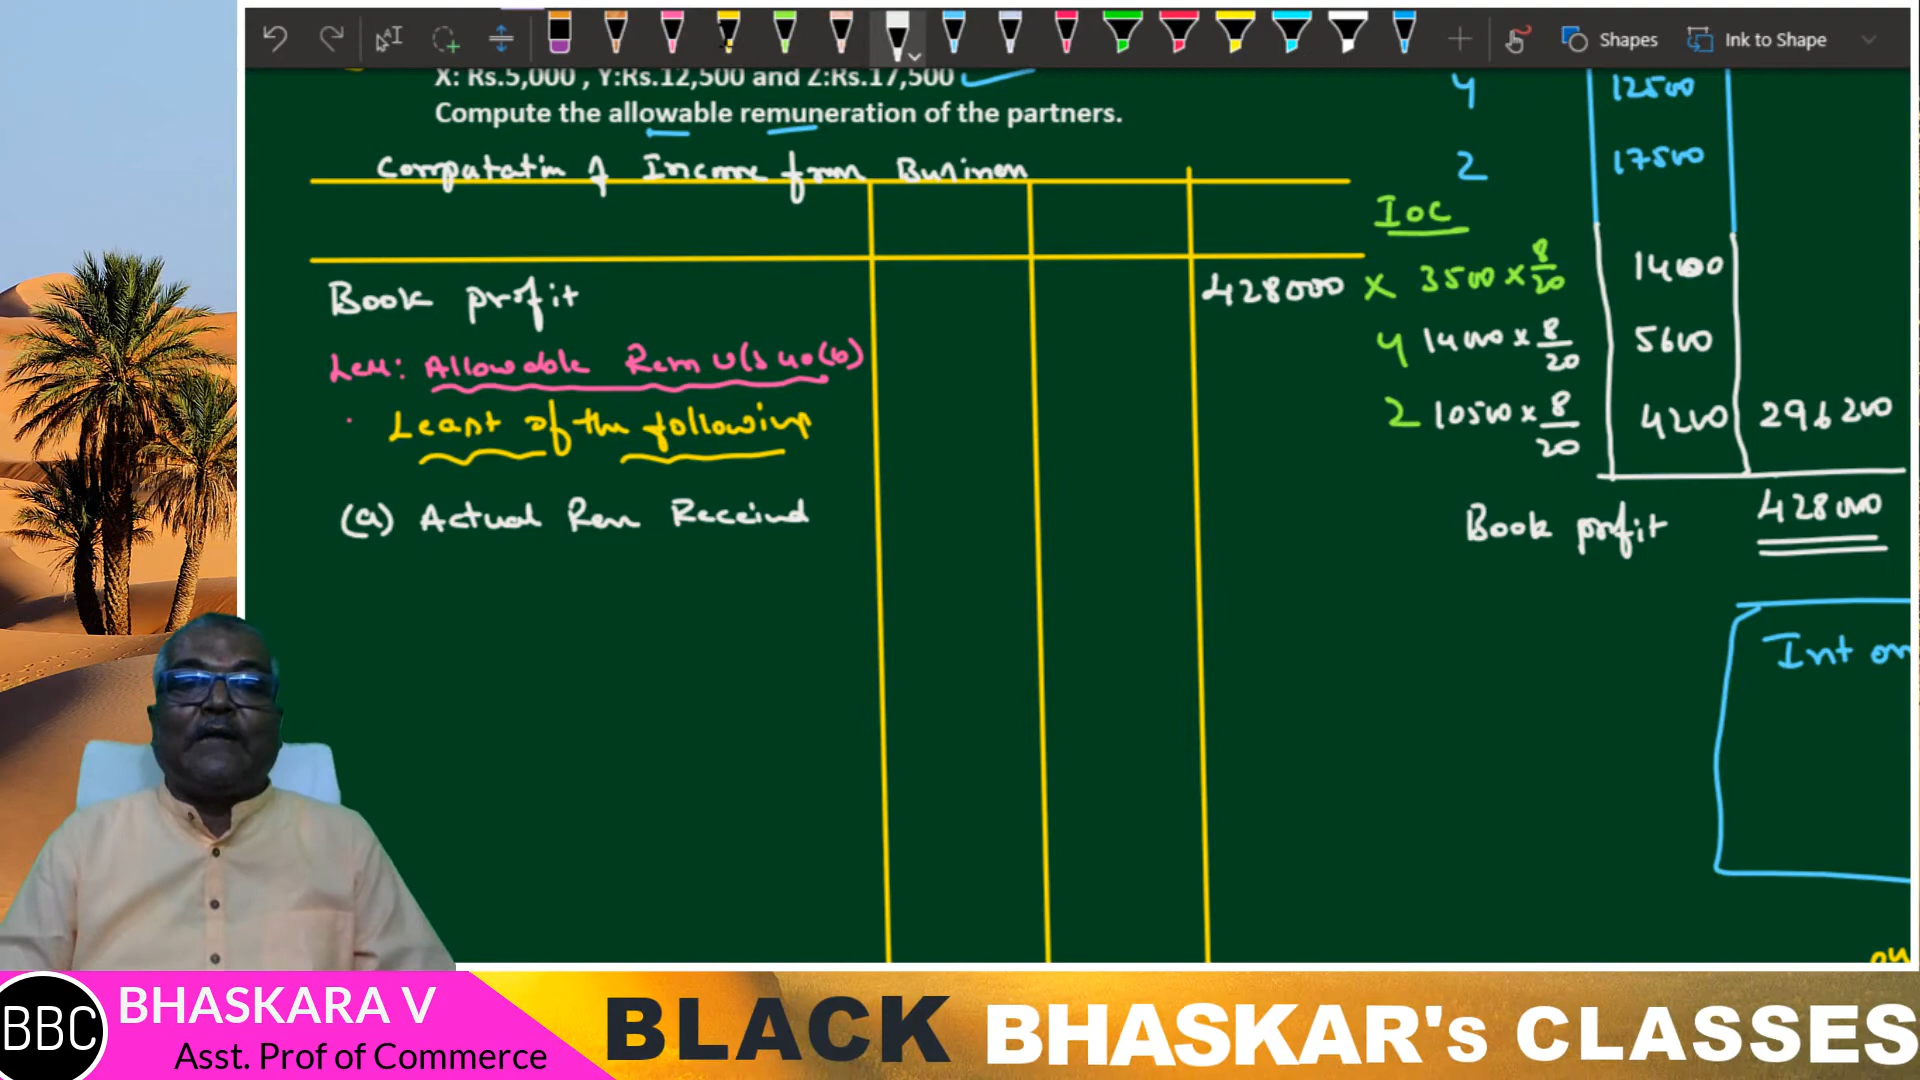 Shapes
Ink to Shape
X: Rs.5,000 , Y:Rs.12,500 and Z:Rs.17,500
Compute the allowable remuneration of the partners.
Computation of Income from Business
Book profit 428000
Less: Allowable Rem U/s 40(b)
Least of the following
(a) Actual Rem Received
Y 12500
Z 17500
IOC
X 3500 × 8/20 1400
Y 14000 × 8/20 5600
Z 10500 × 8/20 4200 296200
Book profit 428000
Int on
BBC
BHASKARA V
Asst. Prof of Commerce
BLACK BHASKAR's CLASSES